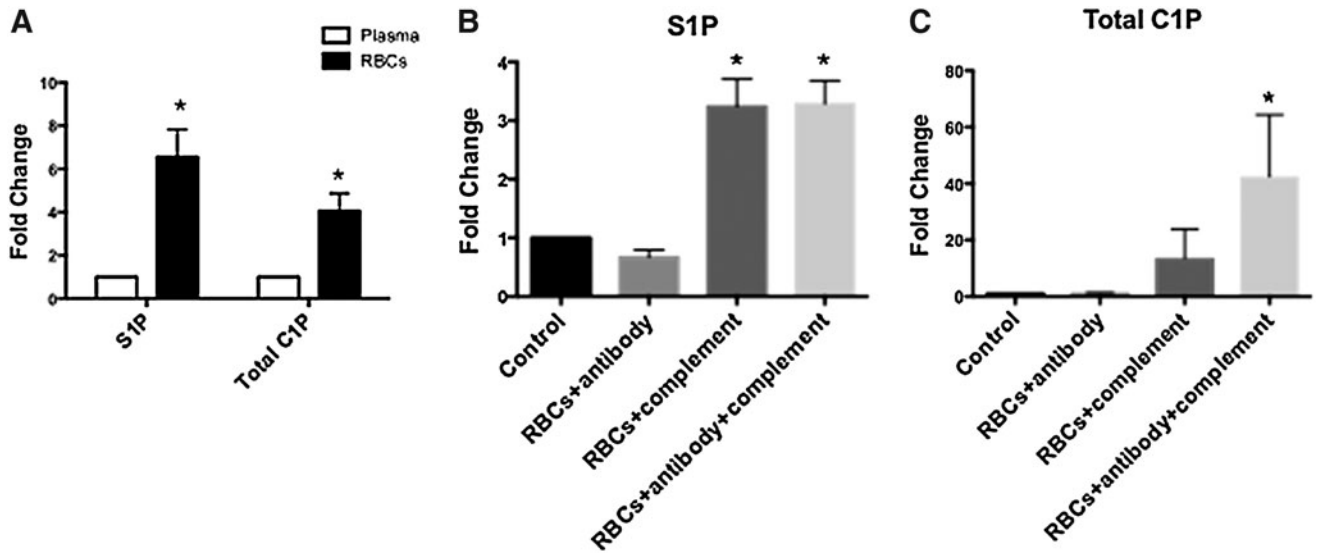 A
Plasma
RBCs
Fold Change
10
8
6
4
2
0
*
*
S1P
Total C1P
B
S1P
Fold Change
4
3
2
1
0
*
*
Control
RBCs+antibody
RBCs+complement
RBCs+antibody+complement
C
Total C1P
Fold Change
80
60
40
20
0
*
Control
RBCs+antibody
RBCs+complement
RBCs+antibody+complement